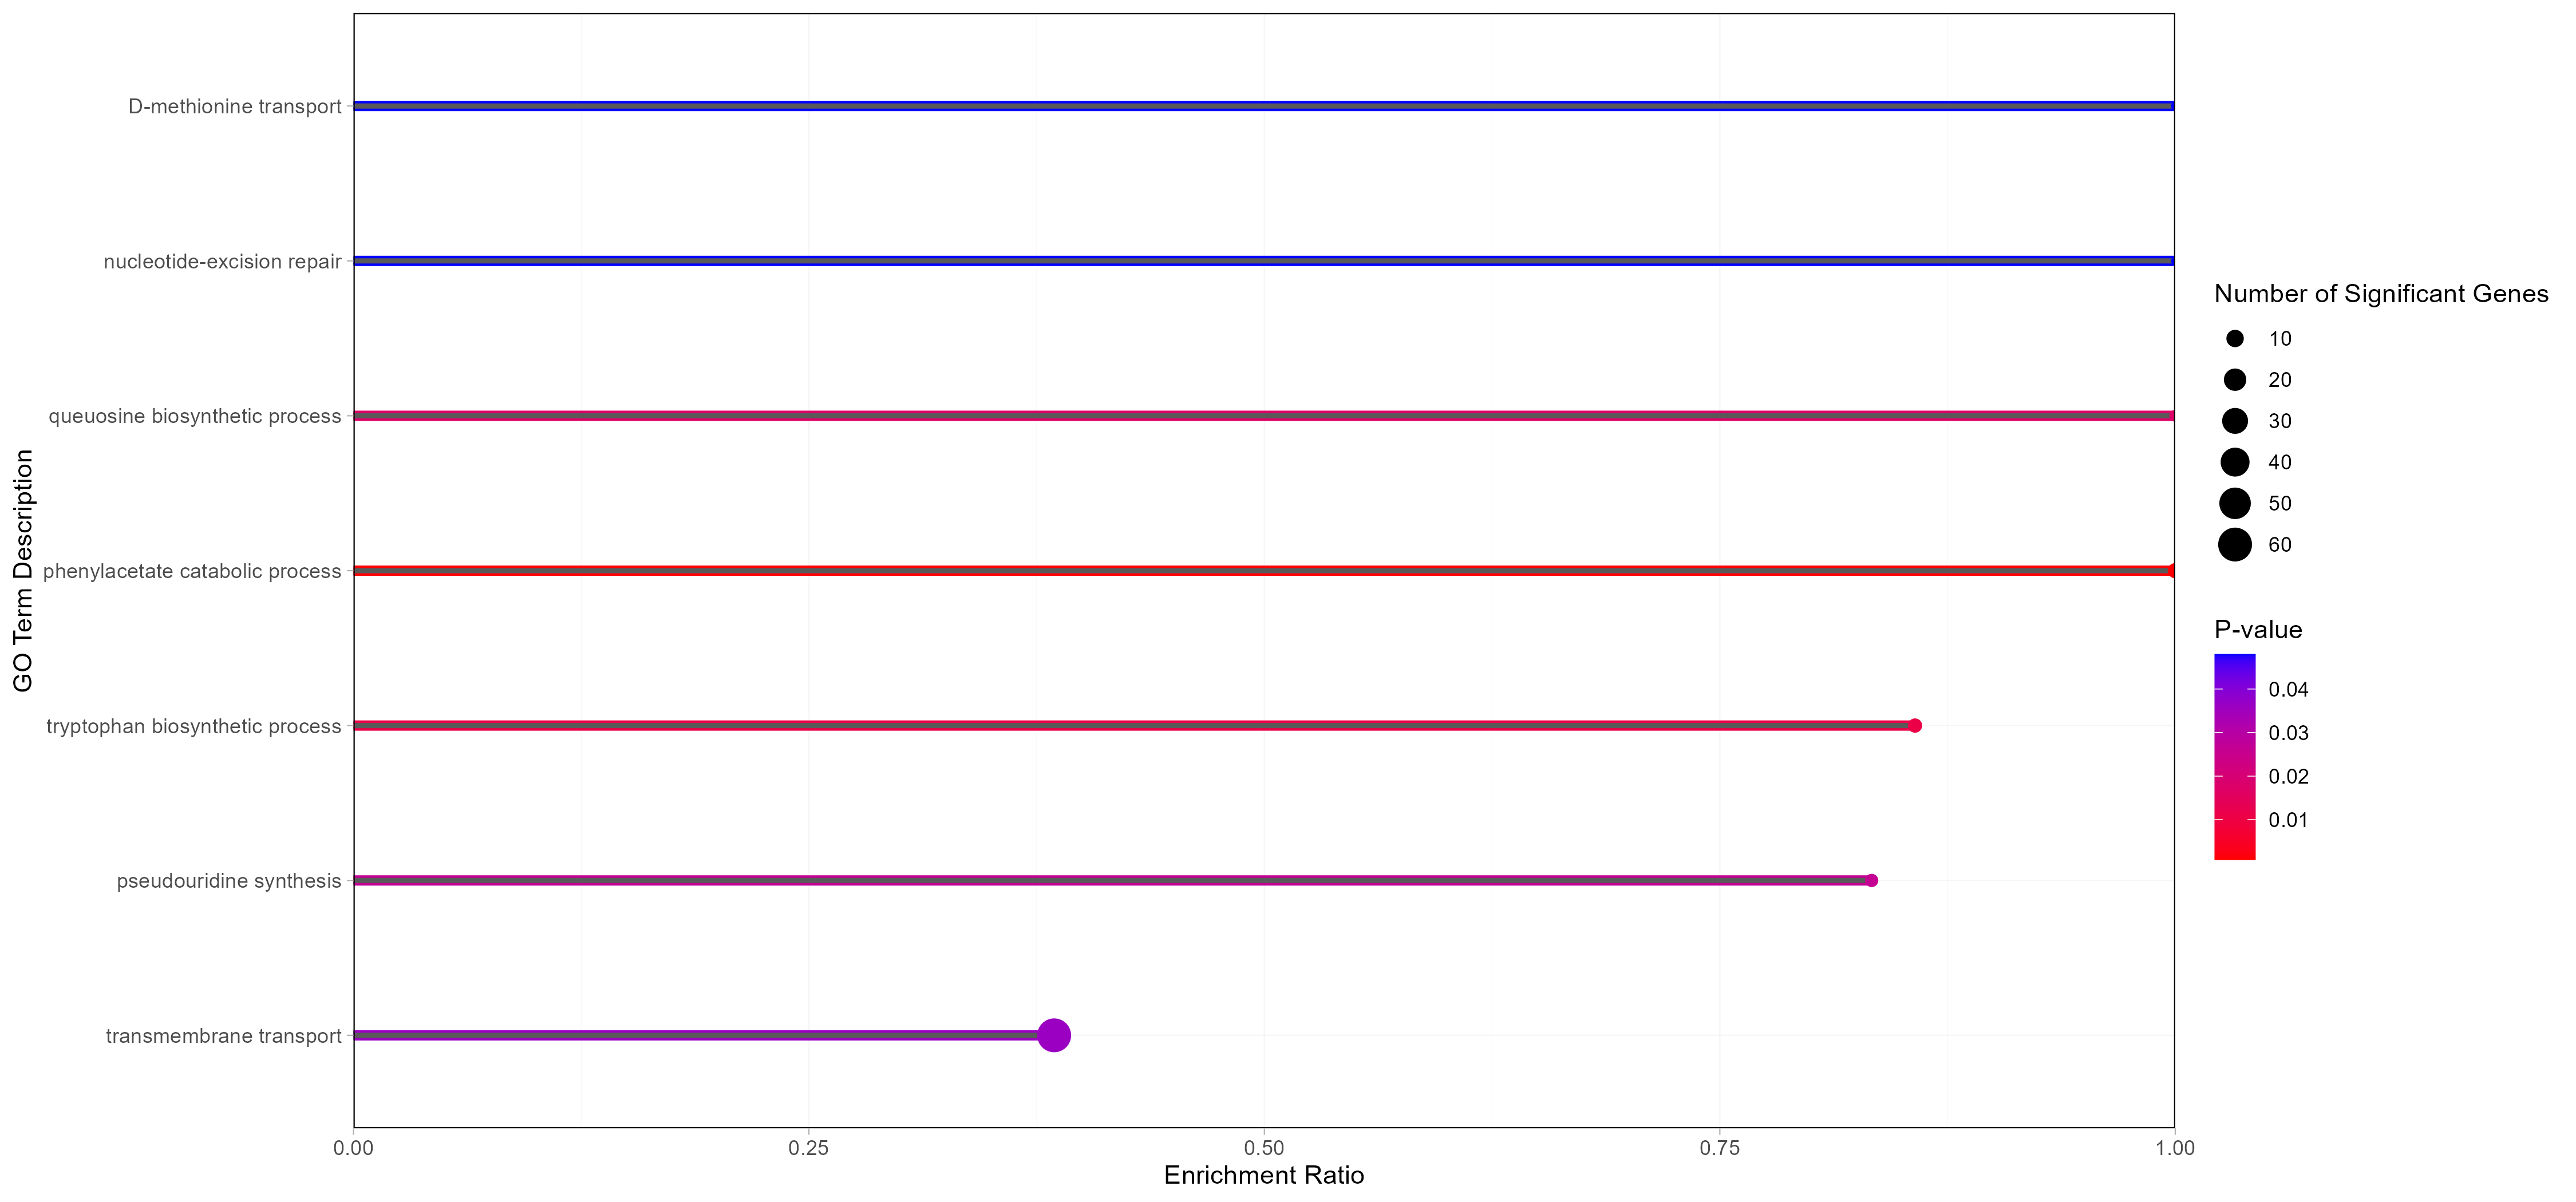 GO Term Description
D-methionine transport
nucleotide-excision repair
queuosine biosynthetic process
phenylacetate catabolic process
tryptophan biosynthetic process
pseudouridine synthesis
transmembrane transport
0.00
0.25
0.50
0.75
1.00
Enrichment Ratio
Number of Significant Genes
10
20
30
40
50
60
P-value
0.04
0.03
0.02
0.01